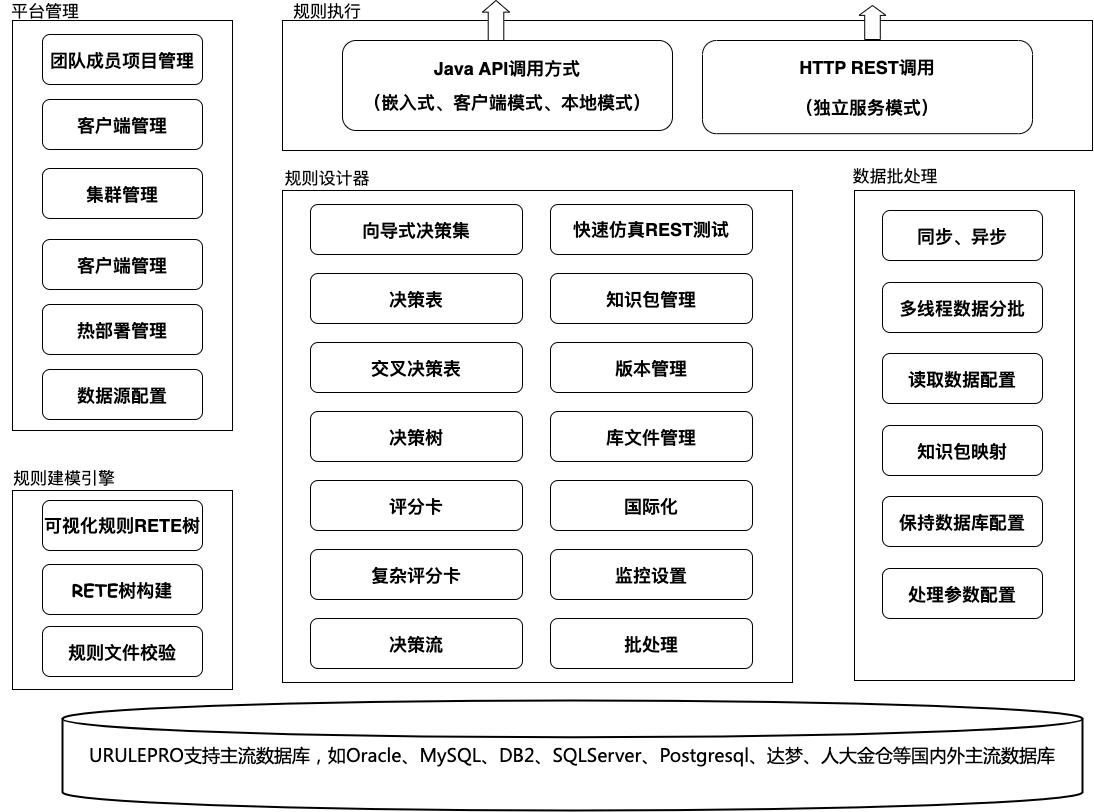 平台管理
团队成员项目管理
客户端管理
集群管理
客户端管理
热部署管理
数据源配置
规则建模引擎
可视化规则RETE树
RETE树构建
规则文件校验
规则执行
Java API调用方式
（嵌入式、客户端模式、本地模式）
HTTP REST调用
（独立服务模式）
规则设计器
向导式决策集
快速仿真REST测试
决策表
知识包管理
交叉决策表
版本管理
决策树
库文件管理
评分卡
国际化
复杂评分卡
监控设置
决策流
批处理
数据批处理
同步、异步
多线程数据分批
读取数据配置
知识包映射
保持数据库配置
处理参数配置
URULEPRO支持主流数据库，如Oracle、MySQL、DB2、SQLServer、Postgresql、达梦、人大金仓等国内外主流数据库